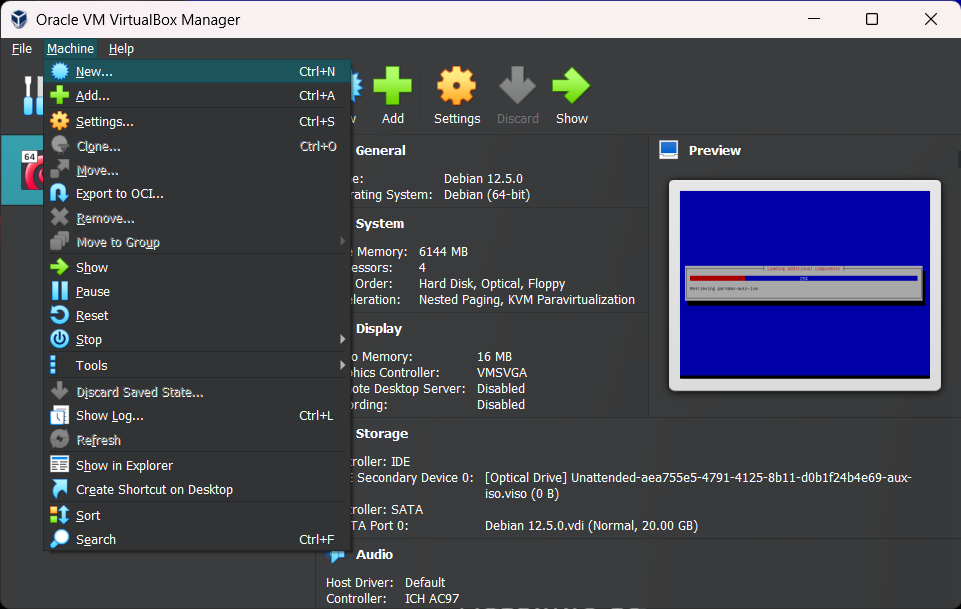 Oracle VM VirtualBox Manager
File Machine Help
New... Ctrl+N
Add... Ctrl+A
Settings... Ctrl+S
Clone... Ctrl+O
Move...
Export to OCI...
Remove...
Move to Group
Show
Pause
Reset
Stop
Tools
Discard Saved State...
Show Log... Ctrl+L
Refresh
Show in Explorer
Create Shortcut on Desktop
Sort
Search Ctrl+F
64
w Add Settings Discard Show
General
e: Debian 12.5.0
rating System: Debian (64-bit)
System
e Memory: 6144 MB
essors: 4
Order: Hard Disk, Optical, Floppy
eleration: Nested Paging, KVM Paravirtualization
Display
o Memory: 16 MB
phics Controller: VMSVGA
ote Desktop Server: Disabled
ording: Disabled
Storage
troller: IDE
E Secondary Device 0: [Optical Drive] Unattended-aea755e5-4791-4125-8b11-d0b1f24b4e69-aux-
iso.viso (0 B)
troller: SATA
TA Port 0: Debian 12.5.0.vdi (Normal, 20.00 GB)
Audio
Host Driver: Default
Controller: ICH AC97
Preview
Loading additional components
25%
Retrieving partman-auto-lvm